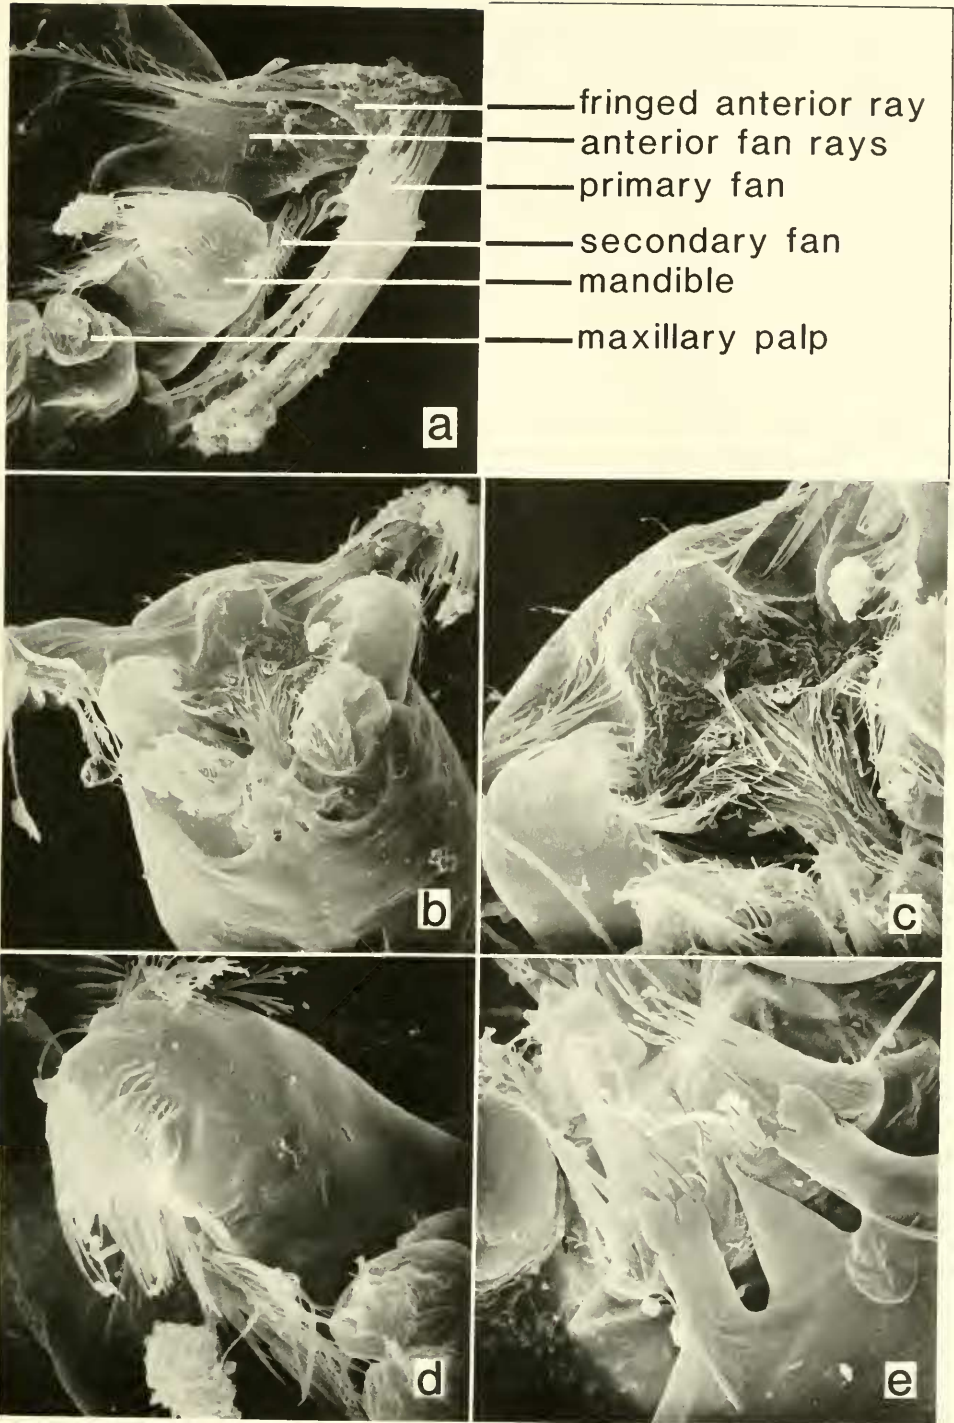 fringed anterior ray
anterior fan rays
primary fan
secondary fan
mandible
maxillary palp
a
b
c
d
e